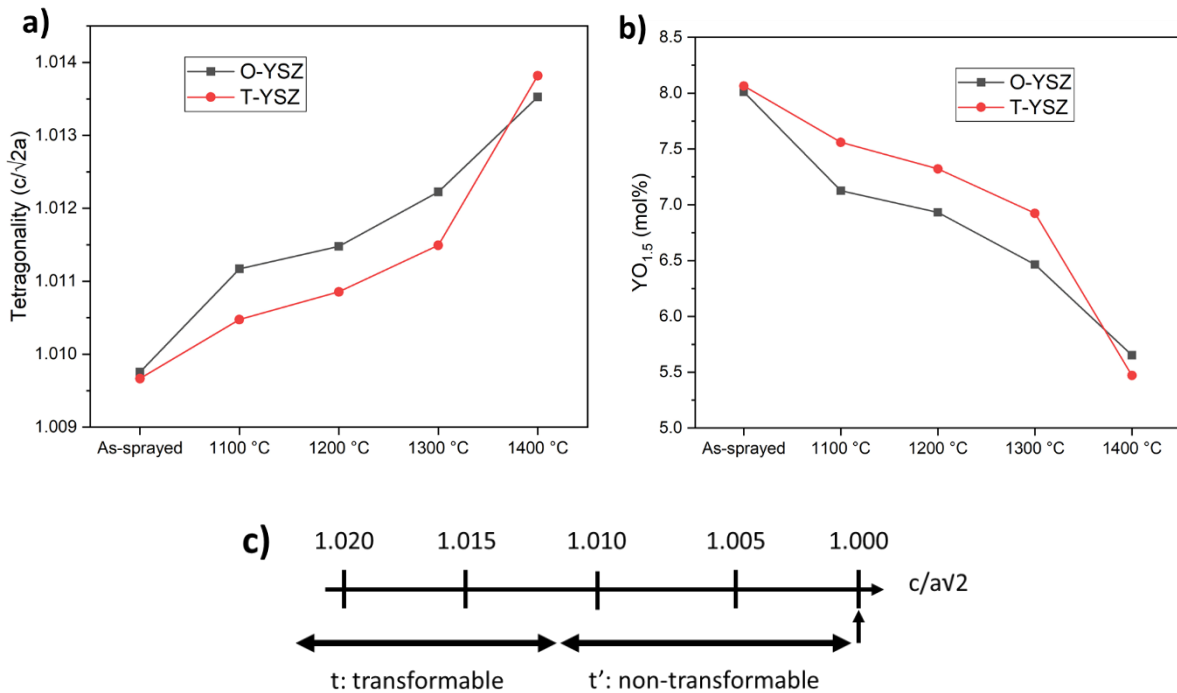 a)
1.014
1.013
1.012
1.011
1.010
1.009
Tetragonality (c/√2a)
O-YSZ
T-YSZ
As-sprayed 1100 °C 1200 °C 1300 °C 1400 °C
b)
8.5
8.0
7.5
7.0
6.5
6.0
5.5
5.0
YO1.5 (mol%)
O-YSZ
T-YSZ
As-sprayed 1100 °C 1200 °C 1300 °C 1400 °C
c)
1.020 1.015 1.010 1.005 1.000
c/a√2
t: transformable t’: non-transformable